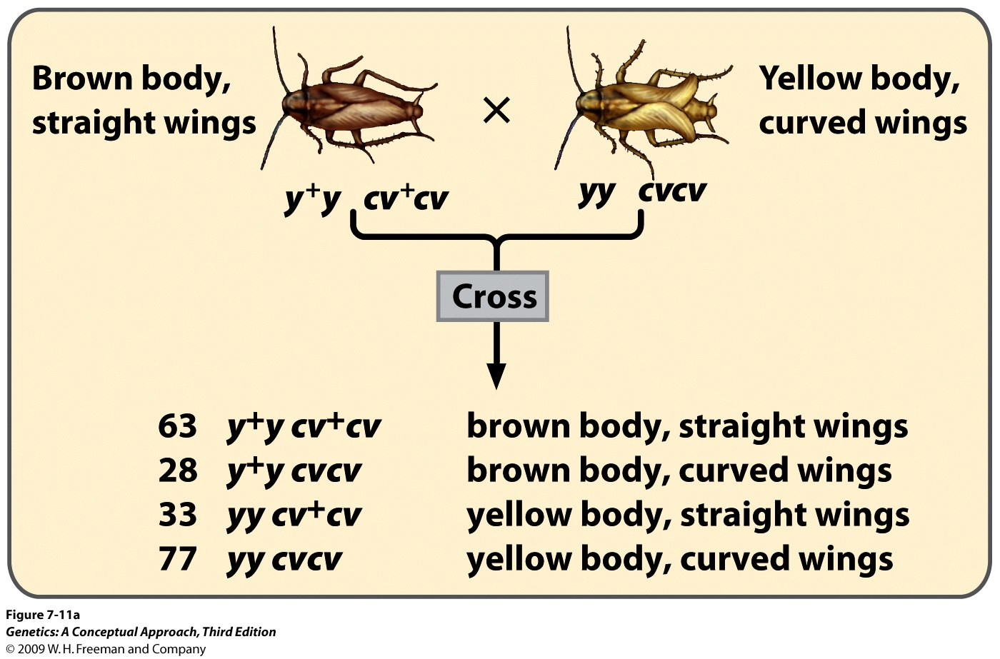 Brown body,
straight wings
×
Yellow body,
curved wings
y⁺y cv⁺cv
yy cvcv
Cross
63 y⁺y cv⁺cv brown body, straight wings
28 y⁺y cvcv brown body, curved wings
33 yy cv⁺cv yellow body, straight wings
77 yy cvcv yellow body, curved wings
Figure 7-11a
Genetics: A Conceptual Approach, Third Edition
© 2009 W. H. Freeman and Company